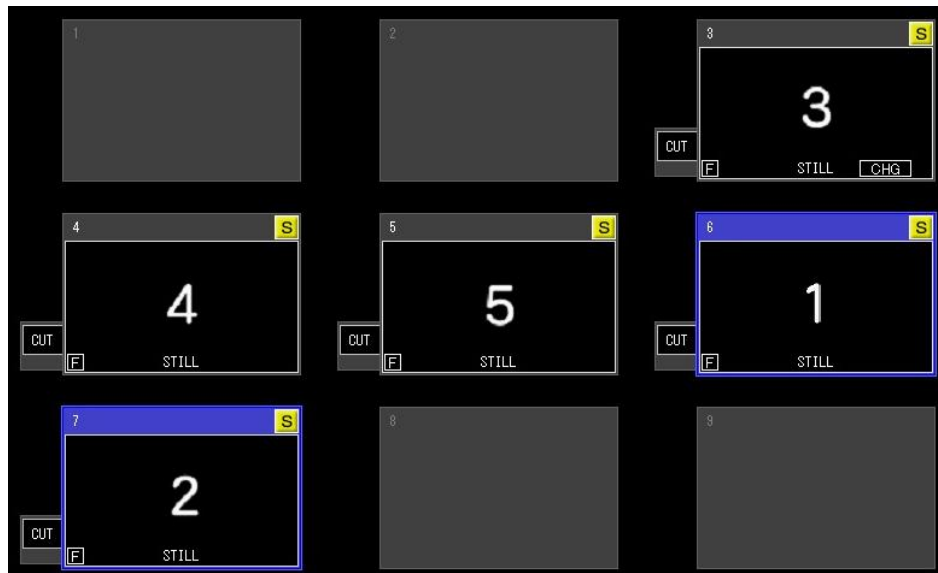 1
2
3 S
3
CUT
F STILL CHG
4 S
4
CUT
F STILL
5 S
5
CUT
F STILL
6 S
1
CUT
F STILL
7 S
2
CUT
F STILL
8
9